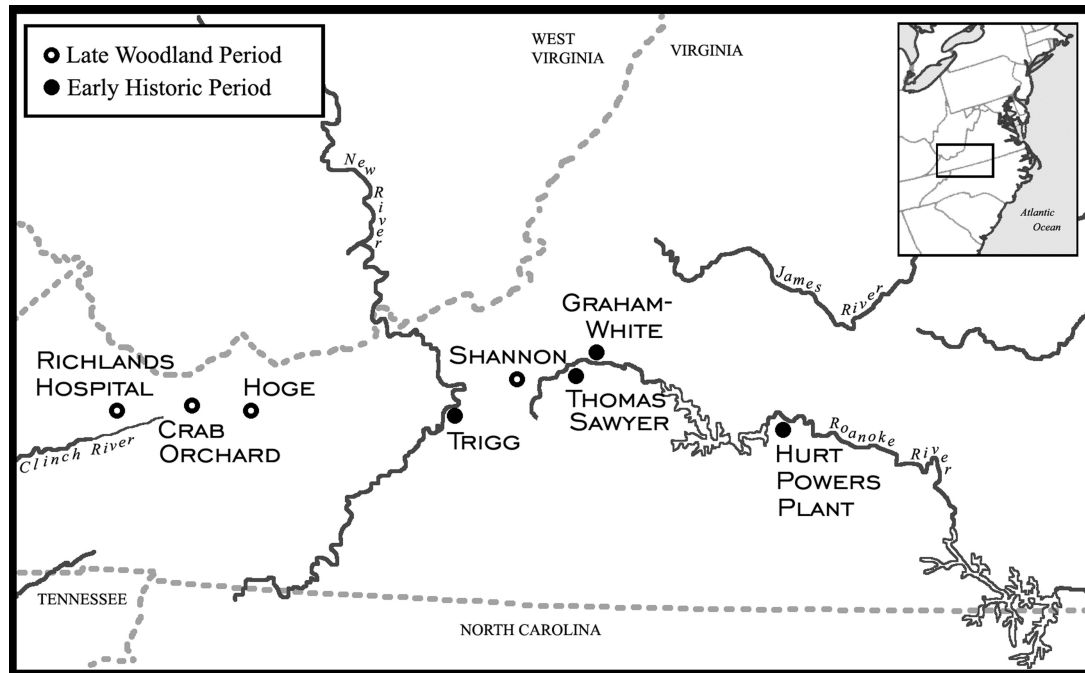 Late Woodland Period
Early Historic Period
WEST
VIRGINIA
VIRGINIA
Atlantic
Ocean
New River
James River
GRAHAM-
WHITE
SHANNON
RICHLANDS
HOSPITAL
HOGE
THOMAS
SAWYER
CRAB
ORCHARD
TRIGG
Clinch River
Roanoke River
HURT
POWERS
PLANT
TENNESSEE
NORTH CAROLINA